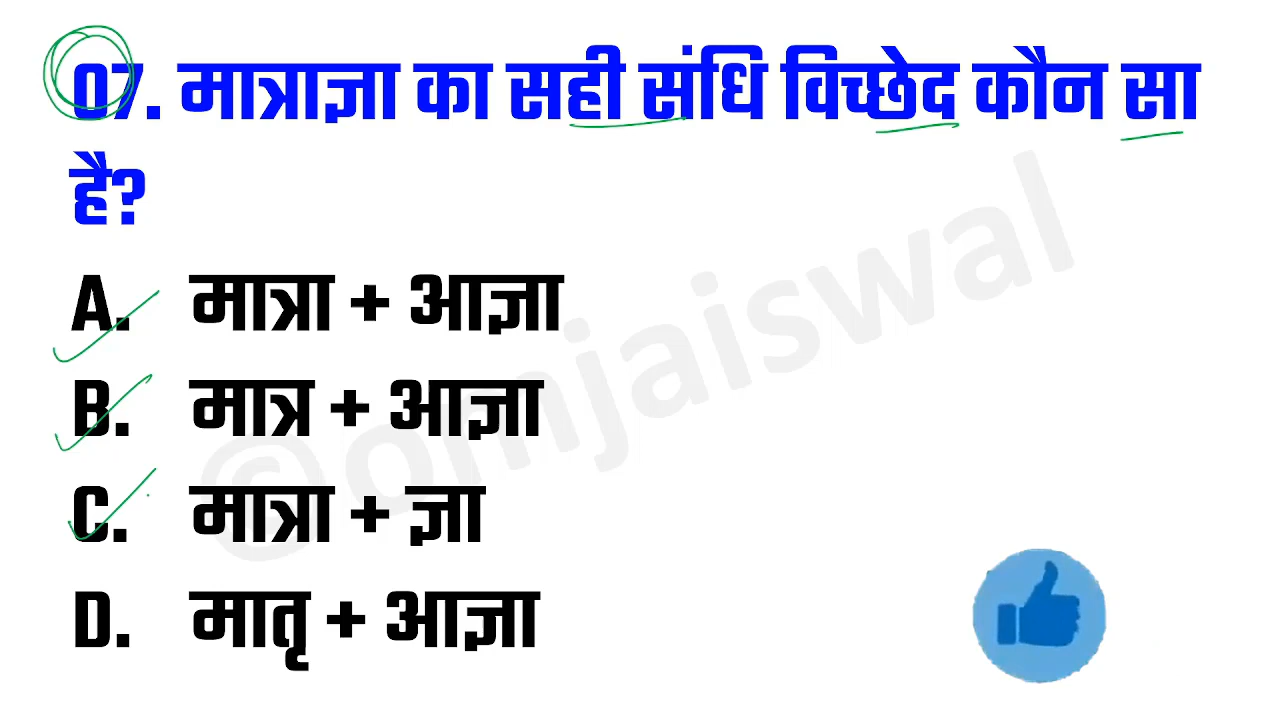 07. मात्राज्ञा का सही संधि विच्छेद कौन सा
है?
A. मात्रा + आज्ञा
B. मात्र + आज्ञा
C. मात्रा + ज्ञा
D. मातृ + आज्ञा
©omjaiswal